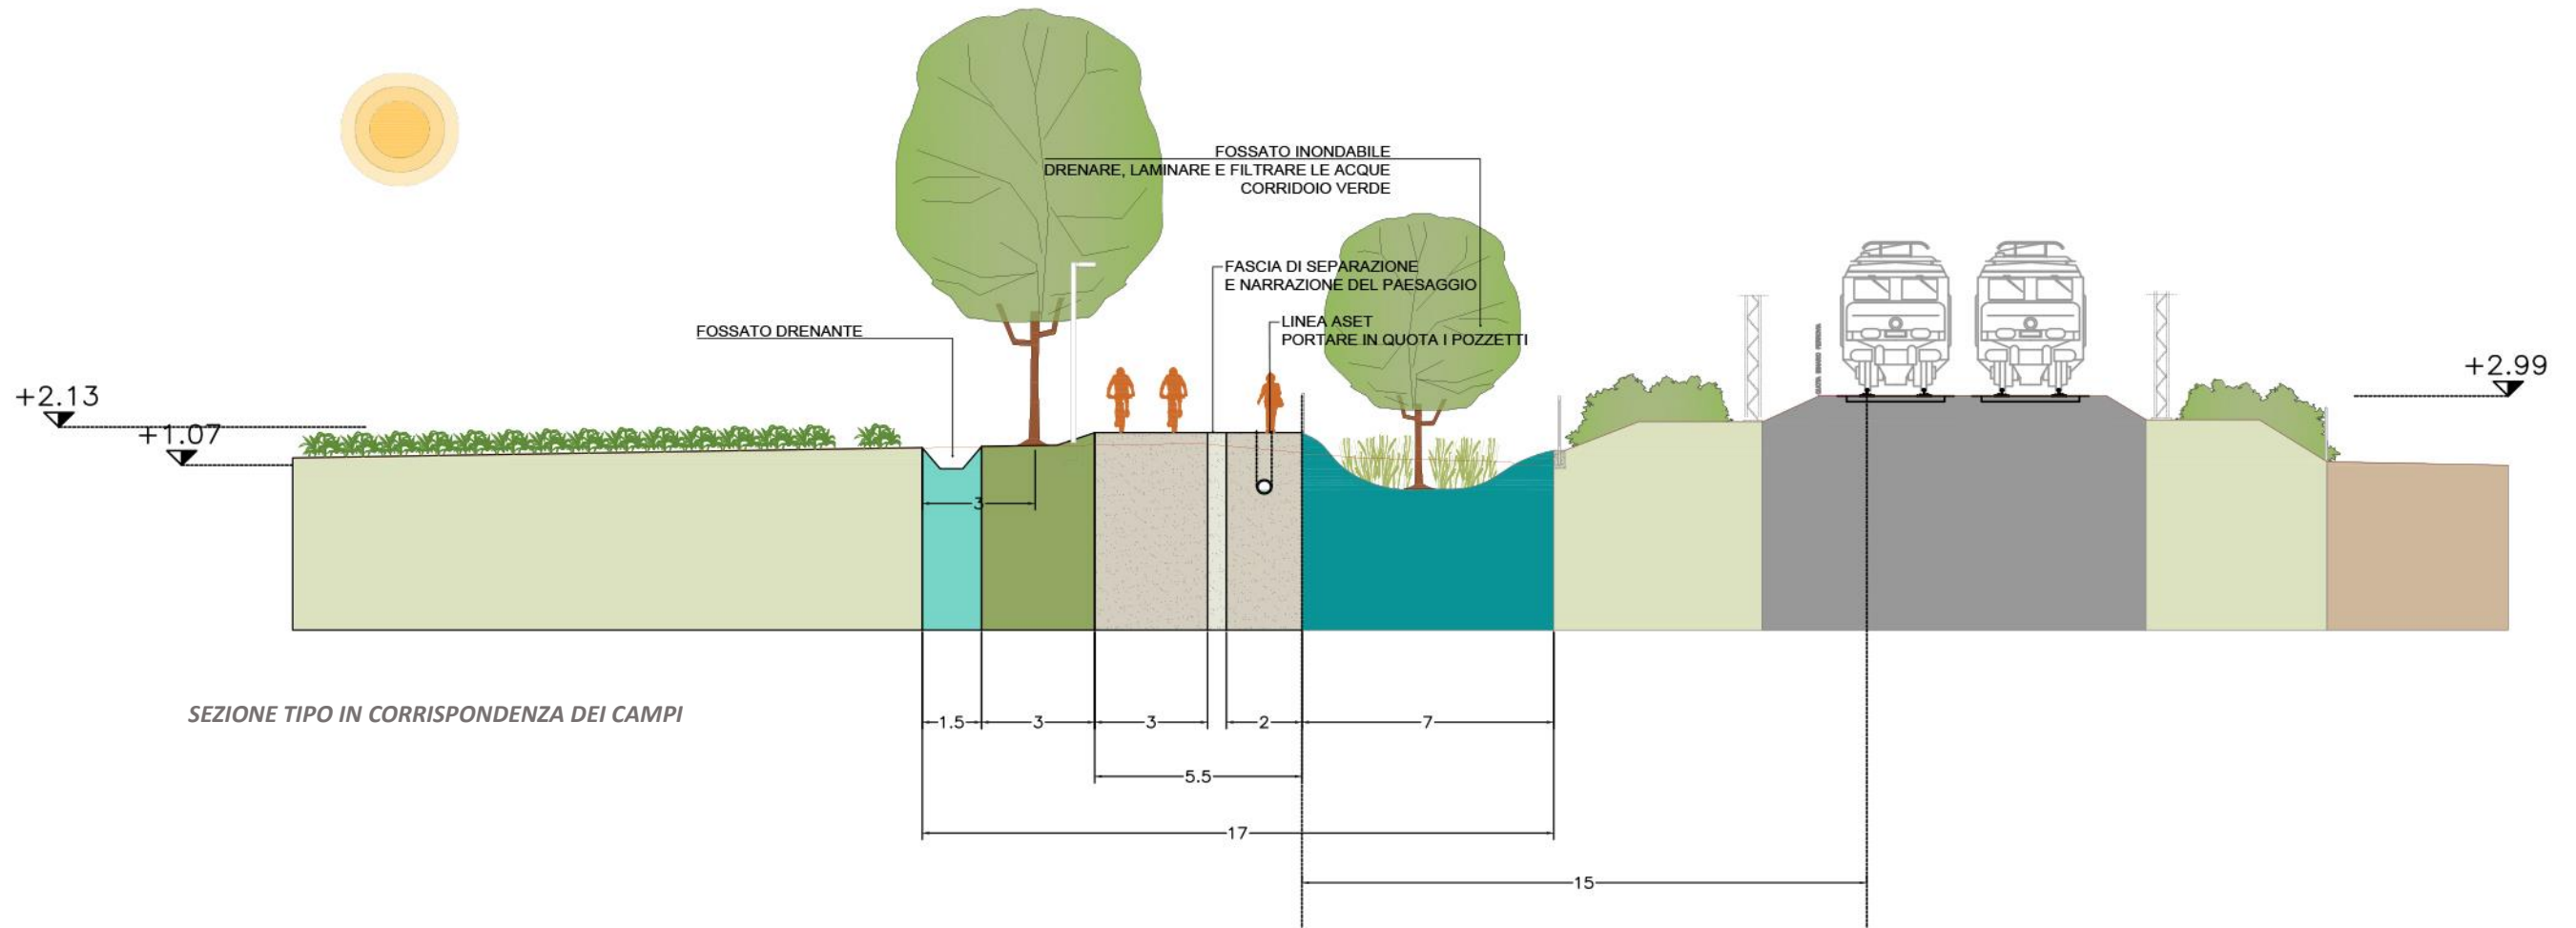 FOSSATO INONDABILE
DRENARE, LAMINARE E FILTRARE LE ACQUE
CORRIDOIO VERDE
FASCIA DI SEPARAZIONE
E NARRAZIONE DEL PAESAGGIO
LINEA ASET
PORTARE IN QUOTA I POZZETTI
FOSSATO DRENANTE
+2.13
+1.07
+2.99
3
SEZIONE TIPO IN CORRISPONDENZA DEI CAMPI
1.5
3
3
2
7
5.5
17
15